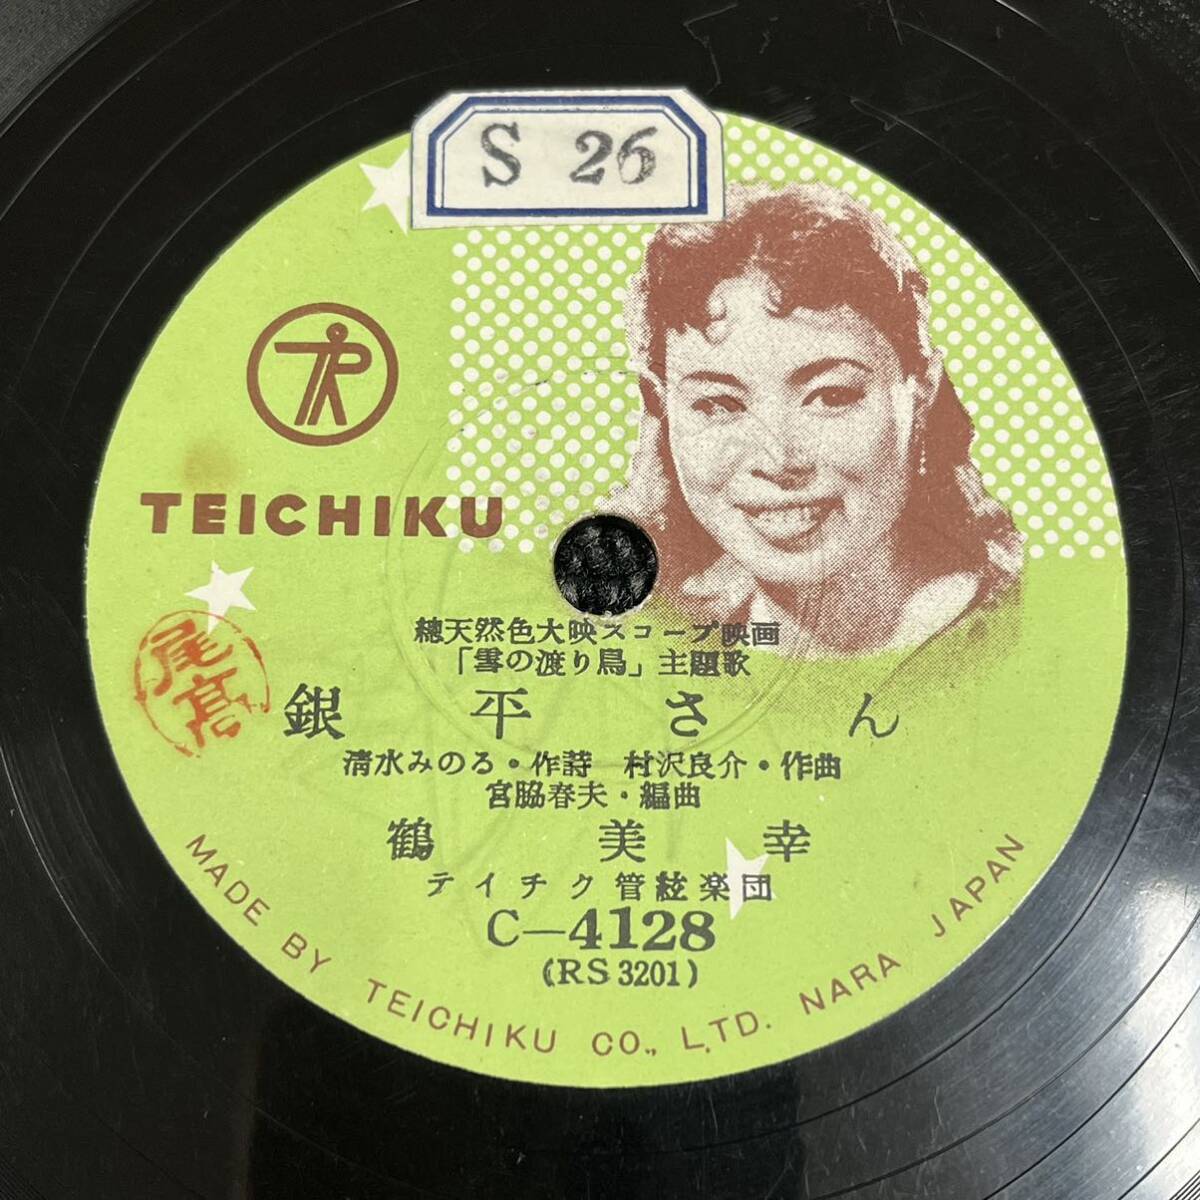 S 26
TEICHIKU
總天然色大映スコープ映画
「雪の渡り鳥」主題歌
尾高
銀平さん
清水みのる・作詩 村沢良介・作曲
宮脇春夫・編曲
鶴美幸
テイチク管絃楽団
C-4128
(RS 3201)
MADE BY TEICHIKU CO., LTD. NARA JAPAN